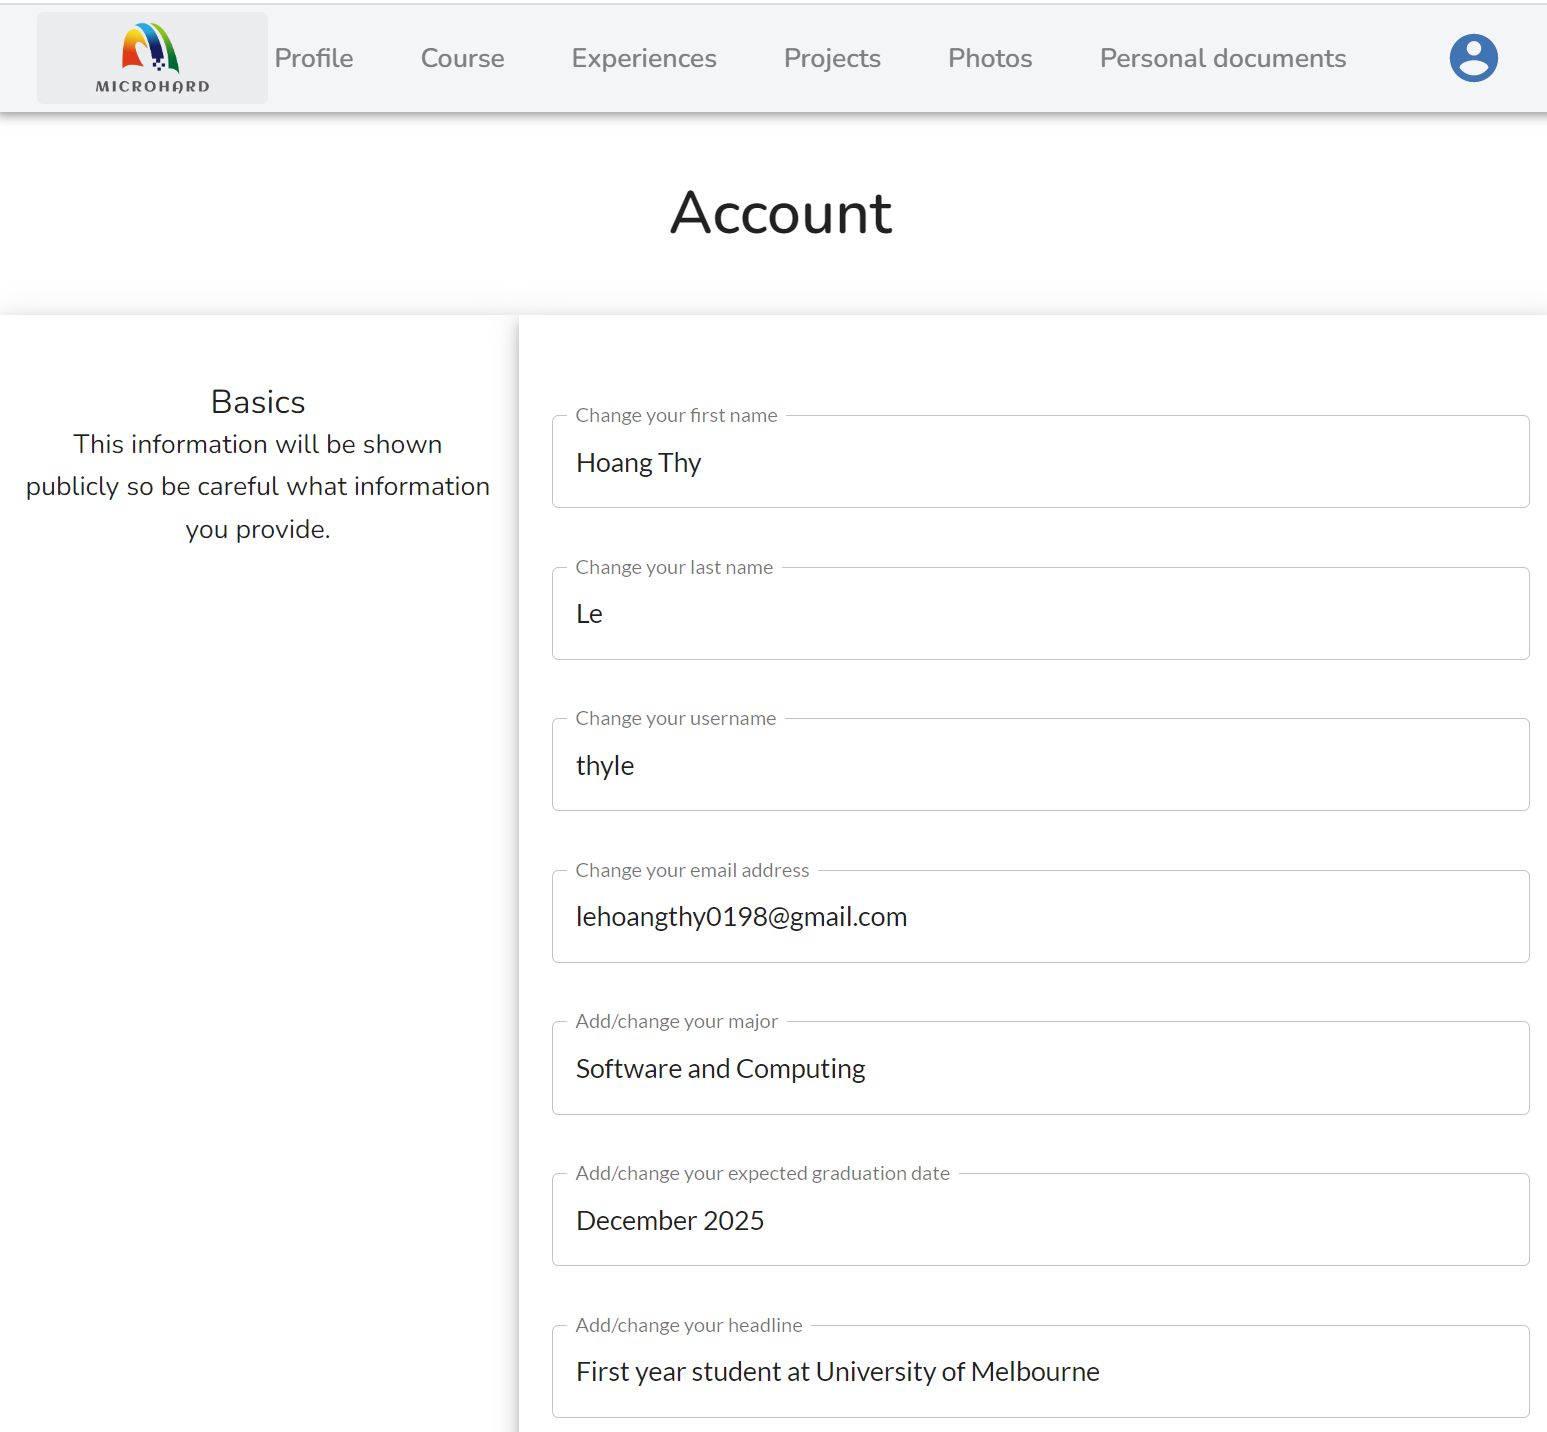 MICROHARD
Profile Course Experiences Projects Photos Personal documents
Account
Basics
This information will be shown
publicly so be careful what information
you provide.
Change your first name
Hoang Thy
Change your last name
Le
Change your username
thyle
Change your email address
lehoangthy0198@gmail.com
Add/change your major
Software and Computing
Add/change your expected graduation date
December 2025
Add/change your headline
First year student at University of Melbourne